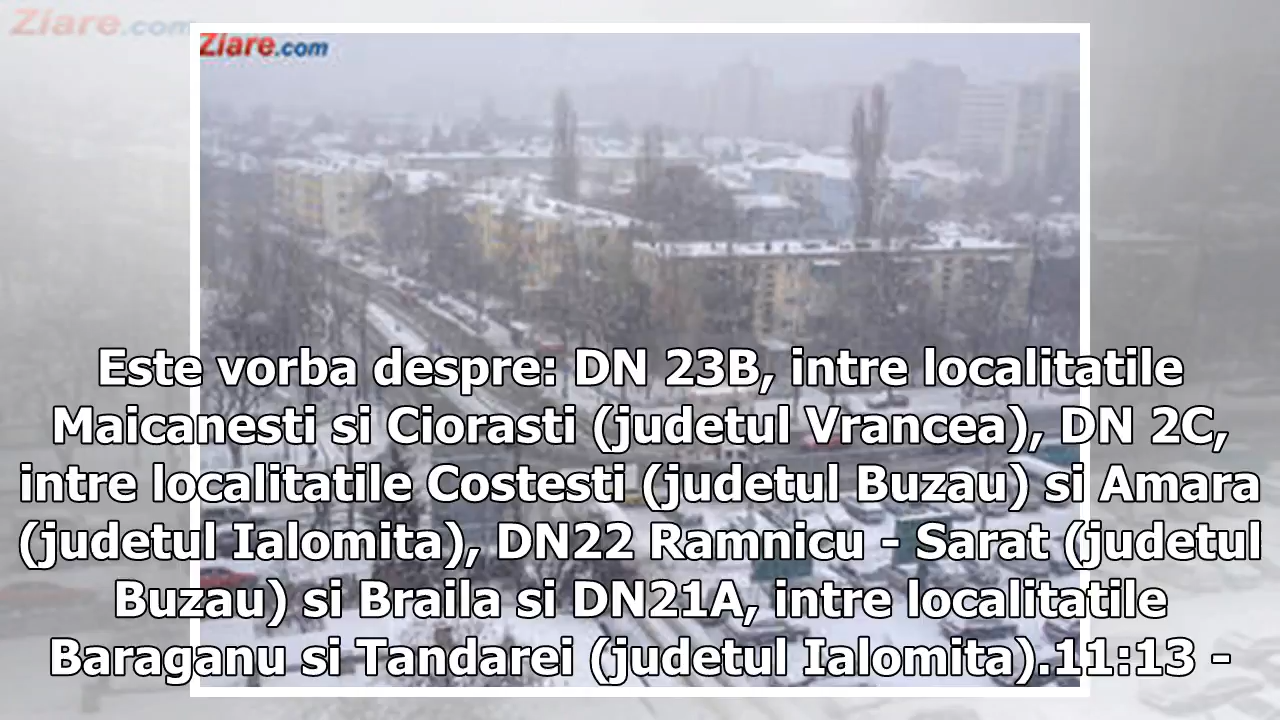 Ziare.com
Ziare.com
Este vorba despre: DN 23B, intre localitatile
Maicanesti si Ciorasti (judetul Vrancea), DN 2C,
intre localitatile Costesti (judetul Buzau) si Amara
(judetul Ialomita), DN22 Ramnicu - Sarat (judetul
Buzau) si Braila si DN21A, intre localitatile
Baraganu si Tandarei (judetul Ialomita).11:13 -